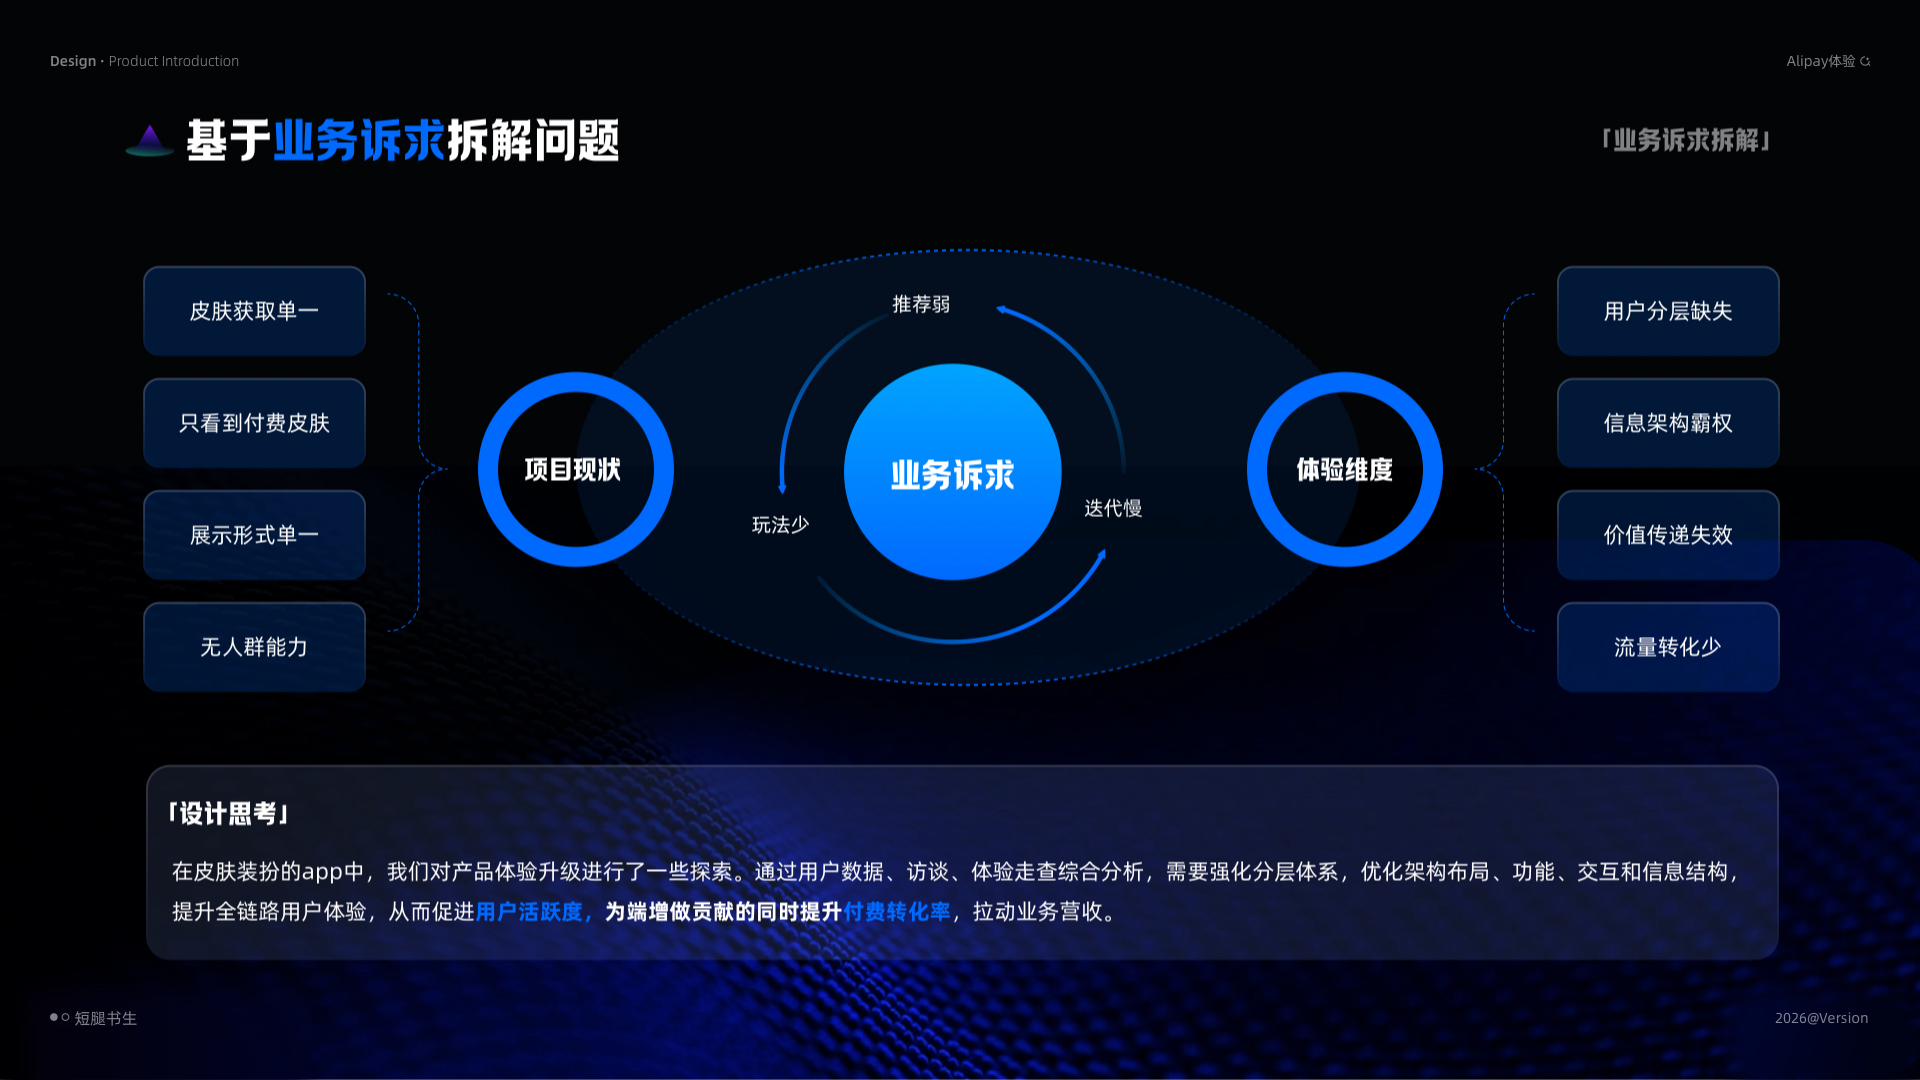 Design · Product Introduction
Alipay体验
基于业务诉求拆解问题
「业务诉求拆解」
皮肤获取单一
只看到付费皮肤
展示形式单一
无人群能力
项目现状
推荐弱
玩法少
业务诉求
迭代慢
体验维度
用户分层缺失
信息架构霸权
价值传递失效
流量转化少
「设计思考」
在皮肤装扮的app中，我们对产品体验升级进行了一些探索。通过用户数据、访谈、体验走查综合分析，需要强化分层体系，优化架构布局、功能、交互和信息结构，
提升全链路用户体验，从而促进用户活跃度，为端增做贡献的同时提升付费转化率，拉动业务营收。
短腿书生
2026@Version